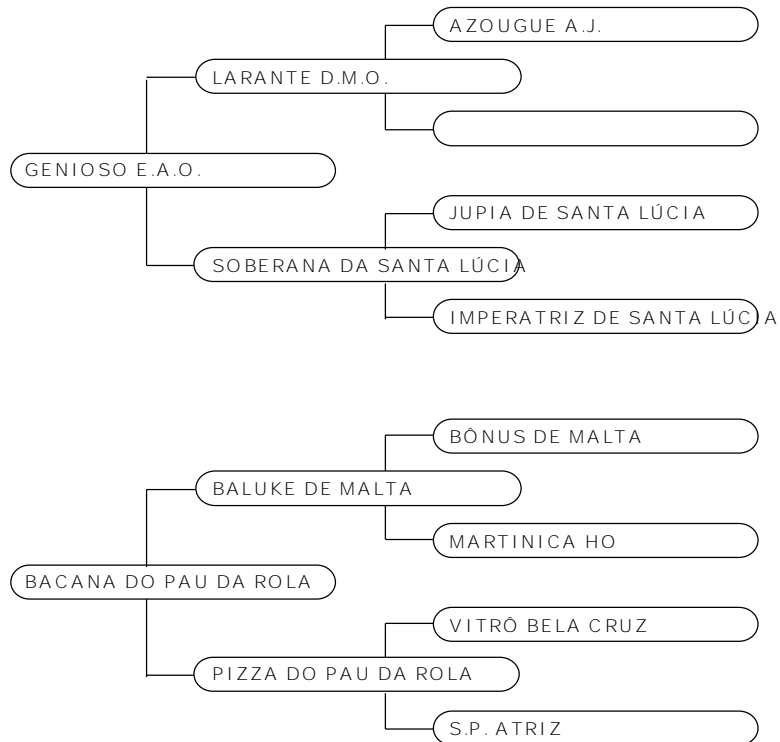 AZOUGUE A.J.
LARANTE D.M.O.
GENIOSO E.A.O.
JUPIA DE SANTA LÚCIA
SOBERANA DA SANTA LÚCIA
IMPERATRIZ DE SANTA LÚCIA
BÔNUS DE MALTA
BALUKE DE MALTA
MARTINICA HO
BACANA DO PAU DA ROLA
VITRÔ BELA CRUZ
PIZZA DO PAU DA ROLA
S.P. ATRIZ